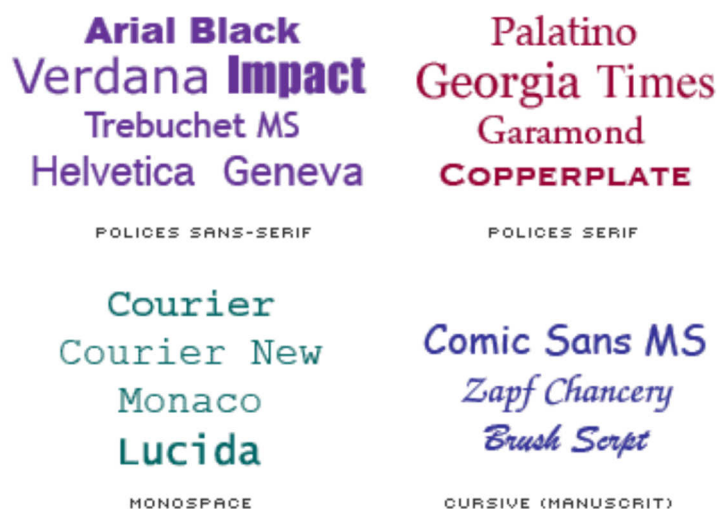 Arial Black
Verdana Impact
Trebuchet MS
Helvetica Geneva
POLICES SANS-SERIF
Palatino
Georgia Times
Garamond
COPPERPLATE
POLICES SERIF
Courier
Courier New
Monaco
Lucida
MONOSPACE
Comic Sans MS
Zapf Chancery
Brush Script
CURSIVE (MANUSCRIT)